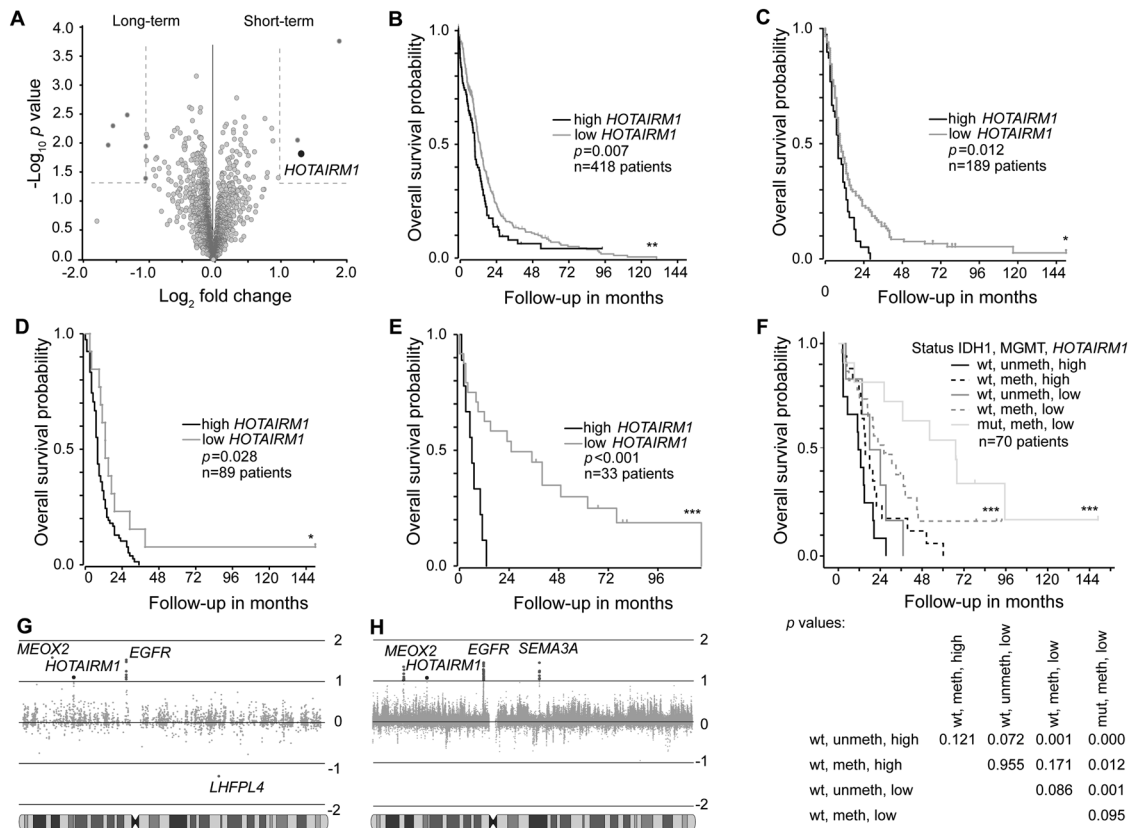 A
Long-term
Short-term
4.0
3.5
3.0
2.5
2.0
1.5
1.0
0.5
0.0
-Log10 p value
HOTAIRM1
-2.0
-1.0
0.0
1.0
2.0
Log2 fold change
B
Overall survival probability
1.0
0.5
0.0
high HOTAIRM1
low HOTAIRM1
p=0.007
n=418 patients
**
0 24 48 72 96 120 144
Follow-up in months
C
Overall survival probability
1.0
0.5
0.0
high HOTAIRM1
low HOTAIRM1
p=0.012
n=189 patients
*
0 24 48 72 96 120 144
Follow-up in months
D
Overall survival probability
1.0
0.5
0.0
high HOTAIRM1
low HOTAIRM1
p=0.028
n=89 patients
*
0 24 48 72 96 120 144
Follow-up in months
E
Overall survival probability
1.0
0.5
0.0
high HOTAIRM1
low HOTAIRM1
p<0.001
n=33 patients
***
0 24 48 72 96
Follow-up in months
F
Overall survival probability
1.0
0.5
0.0
Status IDH1, MGMT, HOTAIRM1
wt, unmeth, high
wt, meth, high
wt, unmeth, low
wt, meth, low
mut, meth, low
n=70 patients
*** ***
0 24 48 72 96 120 144
Follow-up in months
G
MEOX2
HOTAIRM1
EGFR
LHFPL4
2
1
0
-1
-2
H
MEOX2
HOTAIRM1
EGFR
SEMA3A
2
1
0
-1
-2
p values:
wt, meth, high
wt, unmeth, low
wt, meth, low
mut, meth, low
wt, unmeth, high 0.121 0.072 0.001 0.000
wt, meth, high 0.955 0.171 0.012
wt, unmeth, low 0.086 0.001
wt, meth, low 0.095